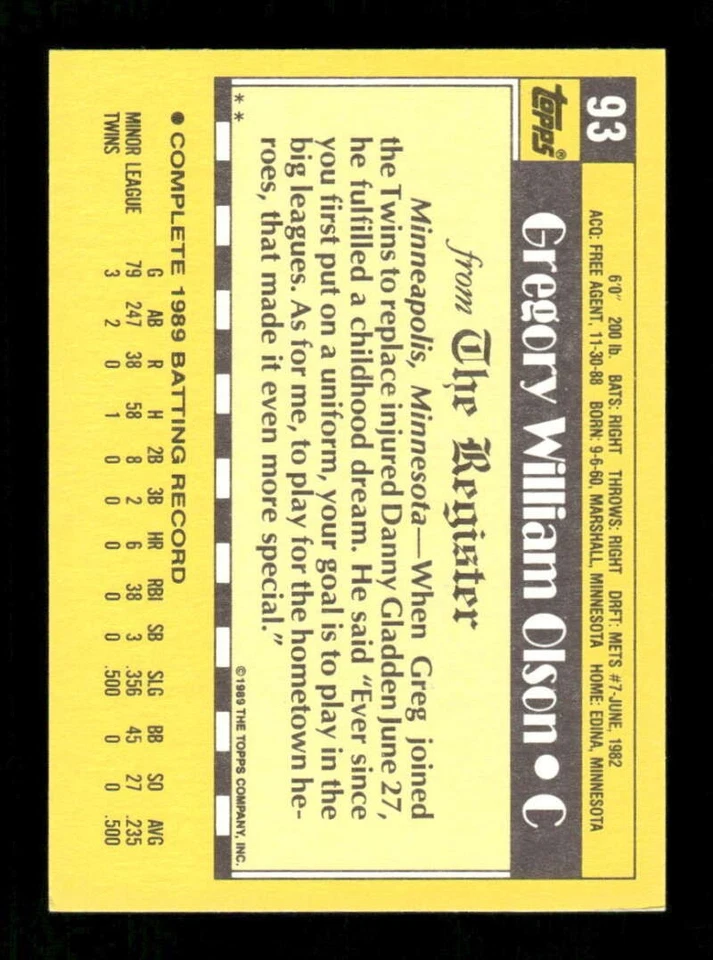 93
Topps®
6'0" 200 lb. BATS: RIGHT THROWS: RIGHT DRFT: METS #7-JUNE, 1982
ACQ: FREE AGENT, 11-30-88 BORN: 9-6-60, MARSHALL, MINNESOTA HOME: EDINA, MINNESOTA
Gregory William Olson • C
from The Register
Minneapolis, Minnesota—When Greg joined
the Twins to replace injured Danny Gladden June 27,
he fulfilled a childhood dream. He said "Ever since
you first put on a uniform, your goal is to play in the
big leagues. As for me, to play for the hometown he-
roes, that made it even more special."
** ©1989 THE TOPPS COMPANY, INC.
• COMPLETE 1989 BATTING RECORD
G AB R H 2B 3B HR RBI SB SLG BB SO AVG
MINOR LEAGUE 79 247 38 58 8 2 6 38 3 .356 45 27 .235
TWINS 3 2 0 1 0 0 0 0 0 .500 0 0 .500